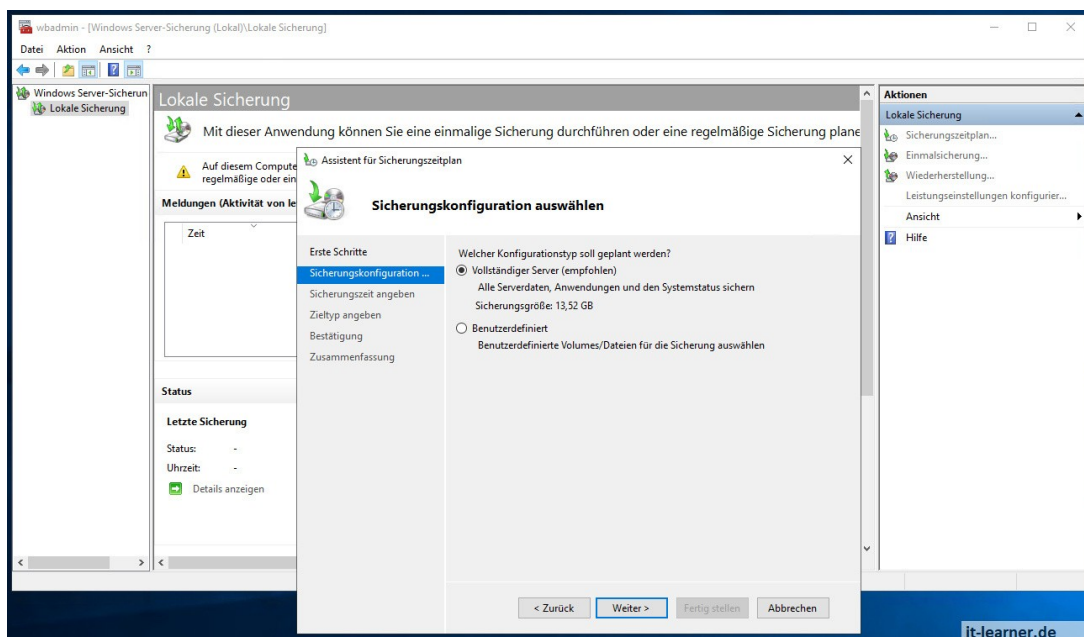 wbadmin - [Windows Server-Sicherung (Lokal)\Lokale Sicherung]
Datei Aktion Ansicht ?
Windows Server-Sicherun
Lokale Sicherung
Lokale Sicherung
Mit dieser Anwendung können Sie eine einmalige Sicherung durchführen oder eine regelmäßige Sicherung plane
Auf diesem Compute
regelmäßige oder ein
Meldungen (Aktivität von le
Zeit
Status
Letzte Sicherung
Status: -
Uhrzeit: -
Details anzeigen
Assistent für Sicherungszeitplan
Sicherungskonfiguration auswählen
Erste Schritte
Sicherungskonfiguration ...
Sicherungszeit angeben
Zieltyp angeben
Bestätigung
Zusammenfassung
Welcher Konfigurationstyp soll geplant werden?
Vollständiger Server (empfohlen)
Alle Serverdaten, Anwendungen und den Systemstatus sichern
Sicherungsgröße: 13,52 GB
Benutzerdefiniert
Benutzerdefinierte Volumes/Dateien für die Sicherung auswählen
< Zurück
Weiter >
Fertig stellen
Abbrechen
Aktionen
Lokale Sicherung
Sicherungszeitplan...
Einmalsicherung...
Wiederherstellung...
Leistungseinstellungen konfigurier...
Ansicht
Hilfe
it-learner.de